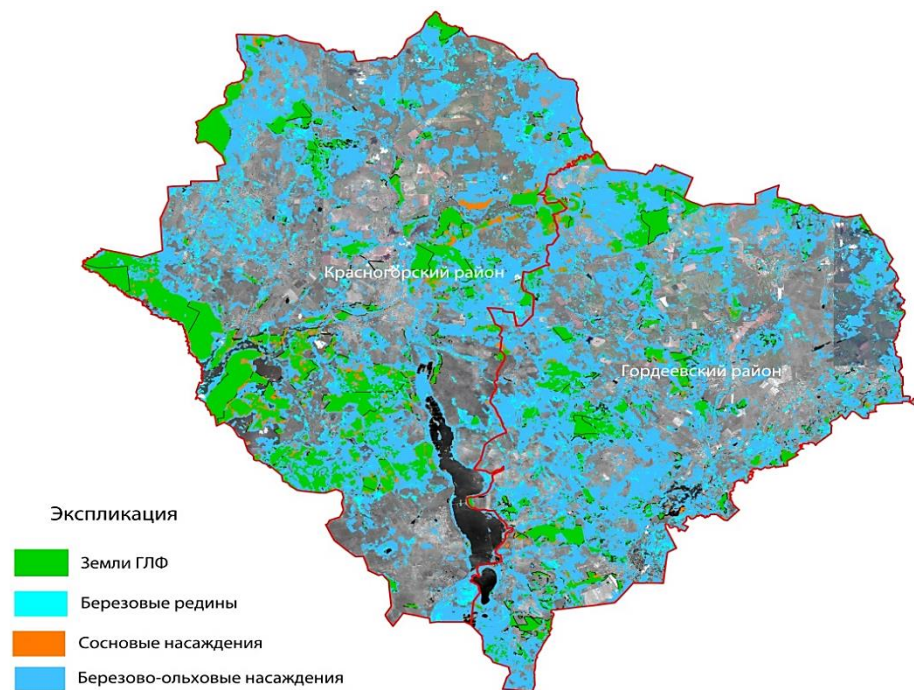 Красногорский район
Гордеевский район
Экспликация
Земли ГЛФ
Березовые редины
Сосновые насаждения
Березово-ольховые насаждения